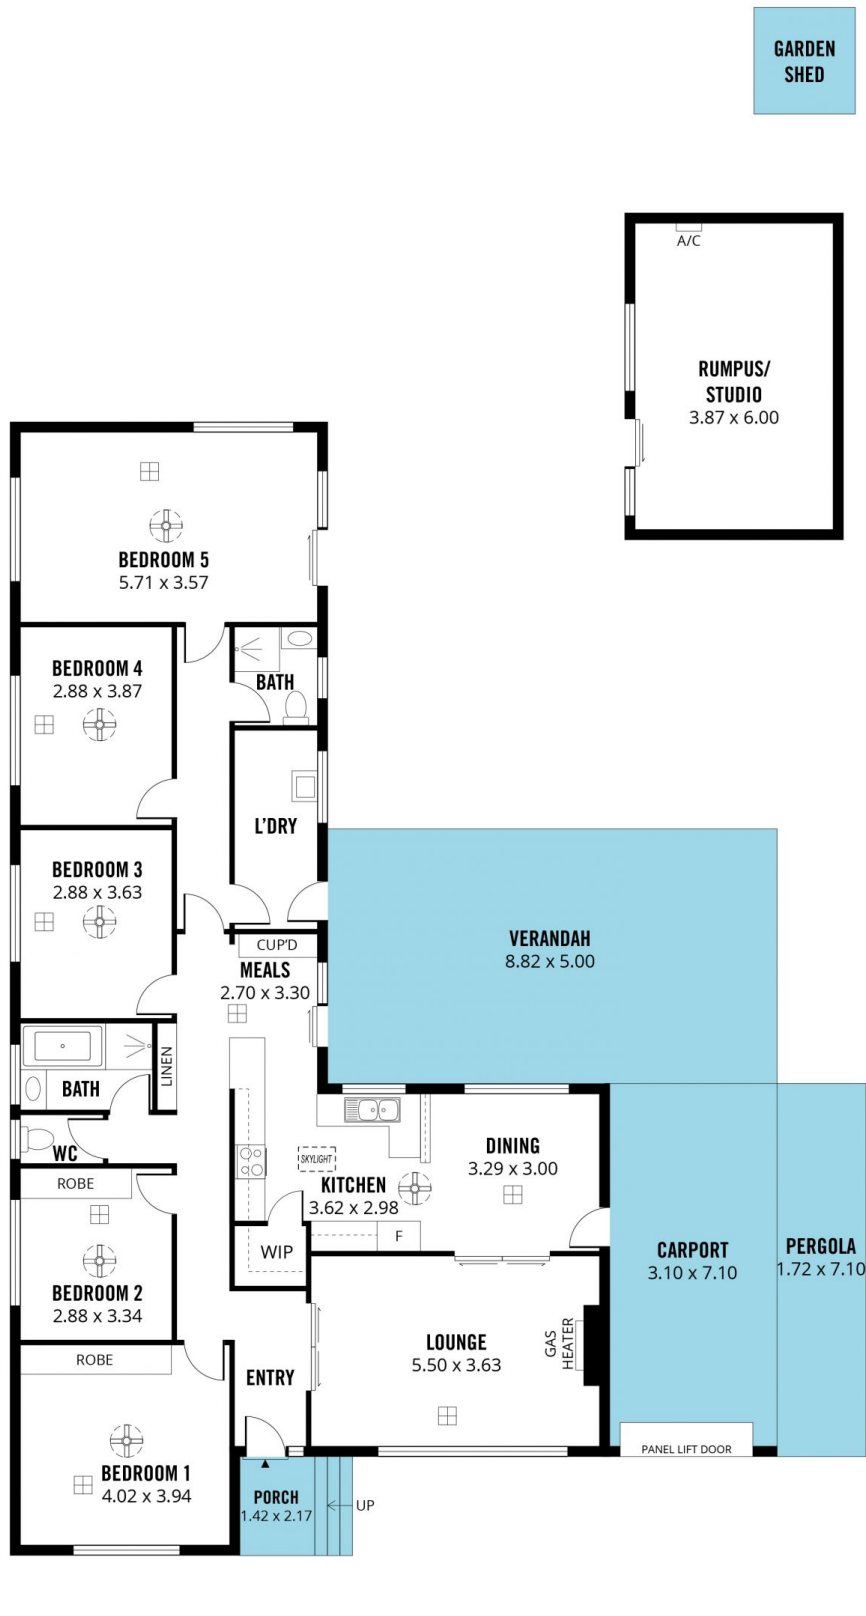 GARDEN
SHED
A/C
RUMPUS/
STUDIO
3.87 x 6.00
BEDROOM 5
5.71 x 3.57
BEDROOM 4
2.88 x 3.87
BATH
L'DRY
BEDROOM 3
2.88 x 3.63
CUP'D
MEALS
2.70 x 3.30
VERANDAH
8.82 x 5.00
LINEN
BATH
WC
ROBE
SKYLIGHT
KITCHEN
3.62 x 2.98
DINING
3.29 x 3.00
F
WIP
BEDROOM 2
2.88 x 3.34
CARPORT
3.10 x 7.10
PERGOLA
1.72 x 7.10
LOUNGE
5.50 x 3.63
GAS
HEATER
ROBE
ENTRY
PANEL LIFT DOOR
BEDROOM 1
4.02 x 3.94
PORCH
1.42 x 2.17
UP